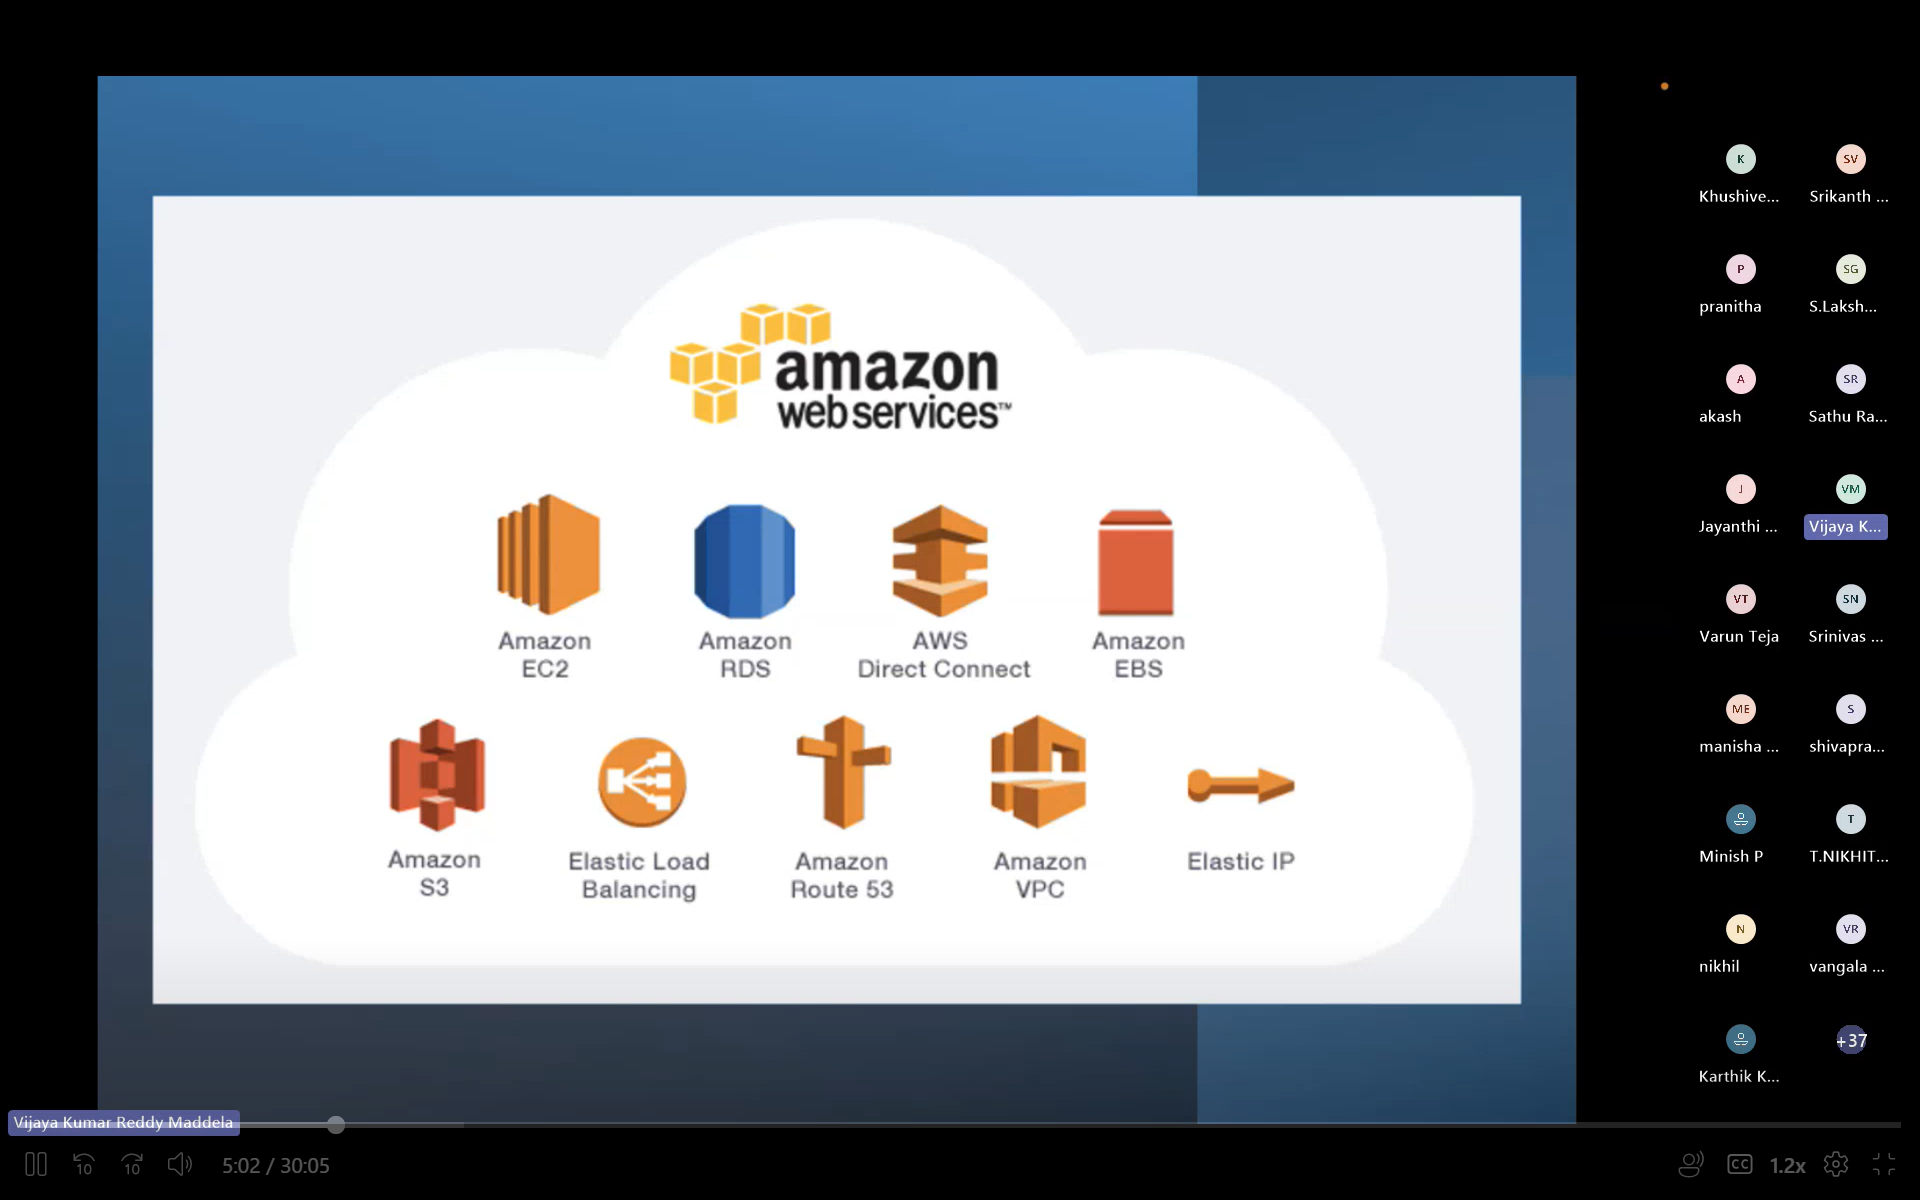 amazon
web services™
Amazon
EC2
Amazon
RDS
AWS
Direct Connect
Amazon
EBS
Amazon
S3
Elastic Load
Balancing
Amazon
Route 53
Amazon
VPC
Elastic IP
K
Khushive...
SV
Srikanth ...
P
pranitha
SG
S.Laksh...
A
akash
SR
Sathu Ra...
J
Jayanthi ...
VM
Vijaya K...
VT
Varun Teja
SN
Srinivas ...
ME
manisha ...
S
shivapra...
Minish P
T
T.NIKHIT...
N
nikhil
VR
vangala ...
Karthik K...
+37
Vijaya Kumar Reddy Maddela
10
10
5:02 / 30:05
CC
1.2x